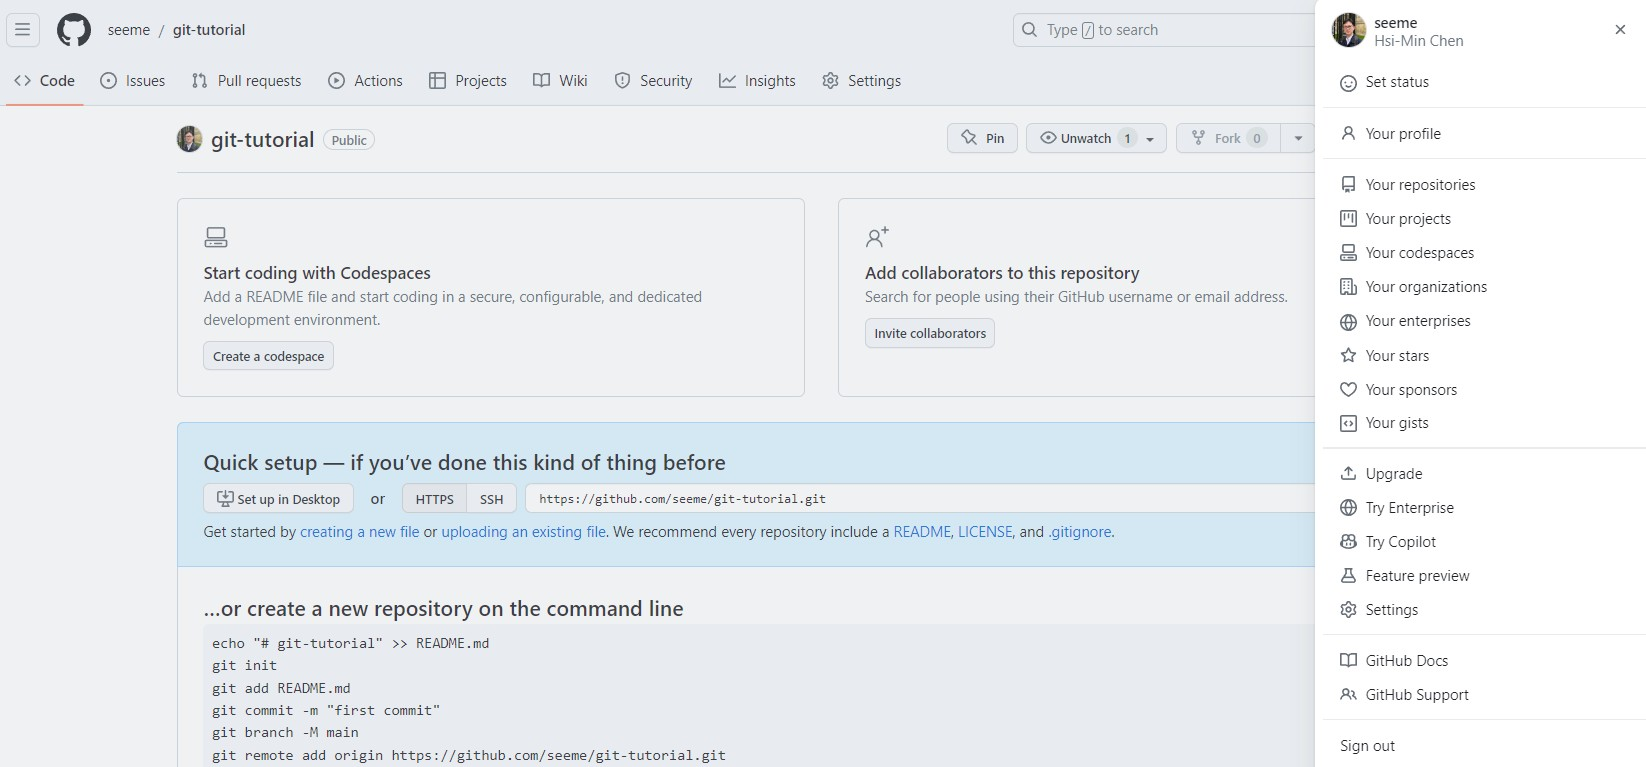 seeme / git-tutorial
Type / to search
Code Issues Pull requests Actions Projects Wiki Security Insights Settings
git-tutorial Public
Pin Unwatch 1 Fork 0
Start coding with Codespaces
Add a README file and start coding in a secure, configurable, and dedicated
development environment.
Create a codespace
Add collaborators to this repository
Search for people using their GitHub username or email address.
Invite collaborators
Quick setup — if you’ve done this kind of thing before
Set up in Desktop or HTTPS SSH https://github.com/seeme/git-tutorial.git
Get started by creating a new file or uploading an existing file. We recommend every repository include a README, LICENSE, and .gitignore.
…or create a new repository on the command line
echo "# git-tutorial" >> README.md
git init
git add README.md
git commit -m "first commit"
git branch -M main
git remote add origin https://github.com/seeme/git-tutorial.git
seeme
Hsi-Min Chen
Set status
Your profile
Your repositories
Your projects
Your codespaces
Your organizations
Your enterprises
Your stars
Your sponsors
Your gists
Upgrade
Try Enterprise
Try Copilot
Feature preview
Settings
GitHub Docs
GitHub Support
Sign out